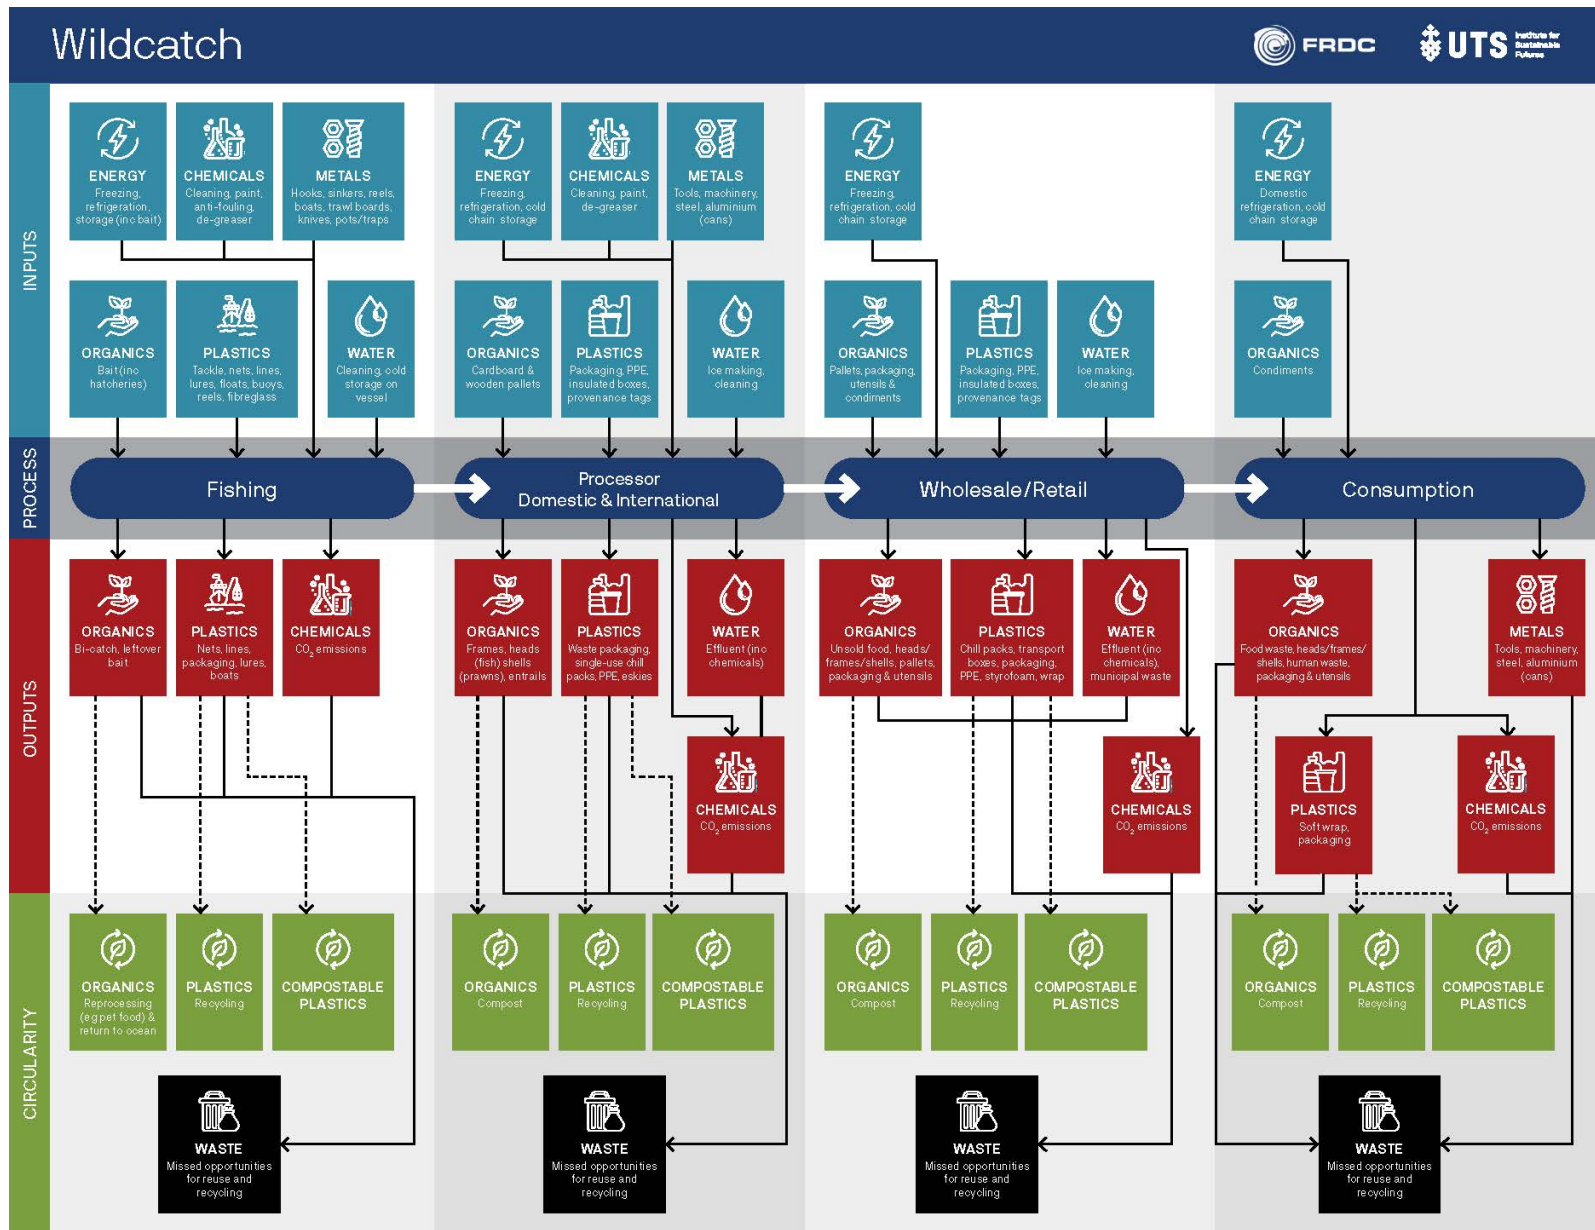 Wildcatch
FRDC
UTS
Institute for
Sustainable
Futures
INPUTS
ENERGY
Freezing,
refrigeration,
storage (inc bait)
CHEMICALS
Cleaning, paint,
anti-fouling,
de-greaser
METALS
Hooks, sinkers, reels,
boats, trawl boards,
knives, pots/traps
ENERGY
Freezing,
refrigeration, cold
chain storage
CHEMICALS
Cleaning, paint,
de-greaser
METALS
Tools, machinery,
steel, aluminium
(cans)
ENERGY
Freezing,
refrigeration, cold
chain storage
ENERGY
Domestic
refrigeration, cold
chain storage
ORGANICS
Bait (inc
hatcheries)
PLASTICS
Tackle, nets, lines,
lures, floats, buoys,
reels, fibreglass
WATER
Cleaning, cold
storage on
vessel
ORGANICS
Cardboard &
wooden pallets
PLASTICS
Packaging, PPE,
insulated boxes,
provenance tags
WATER
Ice making,
cleaning
ORGANICS
Pallets, packaging,
utensils &
condiments
PLASTICS
Packaging, PPE,
insulated boxes,
provenance tags
WATER
Ice making,
cleaning
ORGANICS
Condiments
PROCESS
Fishing
Processor
Domestic & International
Wholesale/Retail
Consumption
OUTPUTS
ORGANICS
Bi-catch, leftover
bait
PLASTICS
Nets, lines,
packaging, lures,
boats
CHEMICALS
CO₂ emissions
ORGANICS
Frames, heads
(fish) shells
(prawns), entrails
PLASTICS
Waste packaging,
single-use chill
packs, PPE, eskies
WATER
Effluent (inc
chemicals)
CHEMICALS
CO₂ emissions
ORGANICS
Unsold food, heads/
frames/shells, pallets,
packaging & utensils
PLASTICS
Chill packs, transport
boxes, packaging,
PPE, styrofoam, wrap
WATER
Effluent (inc
chemicals),
municipal waste
CHEMICALS
CO₂ emissions
ORGANICS
Food waste, heads/frames/
shells, human waste,
packaging & utensils
METALS
Tools, machinery,
steel, aluminium
(cans)
PLASTICS
Soft wrap,
packaging
CHEMICALS
CO₂ emissions
CIRCULARITY
ORGANICS
Reprocessing
(eg pet food) &
return to ocean
PLASTICS
Recycling
COMPOSTABLE
PLASTICS
ORGANICS
Compost
PLASTICS
Recycling
COMPOSTABLE
PLASTICS
ORGANICS
Compost
PLASTICS
Recycling
COMPOSTABLE
PLASTICS
ORGANICS
Compost
PLASTICS
Recycling
COMPOSTABLE
PLASTICS
WASTE
Missed opportunities
for reuse and
recycling
WASTE
Missed opportunities
for reuse and
recycling
WASTE
Missed opportunities
for reuse and
recycling
WASTE
Missed opportunities
for reuse and
recycling